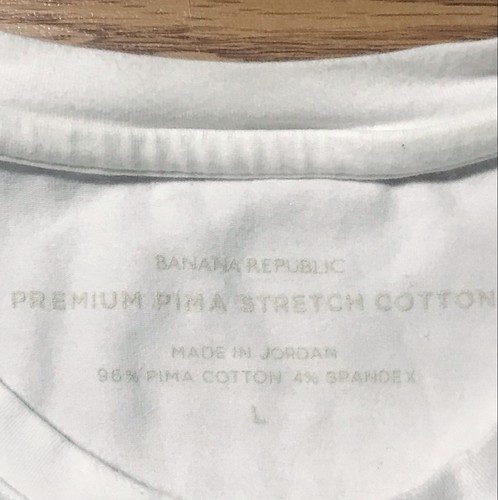 BANANA REPUBLIC
PREMIUM PIMA STRETCH COTTON
MADE IN JORDAN
96% PIMA COTTON 4% SPANDEX
L